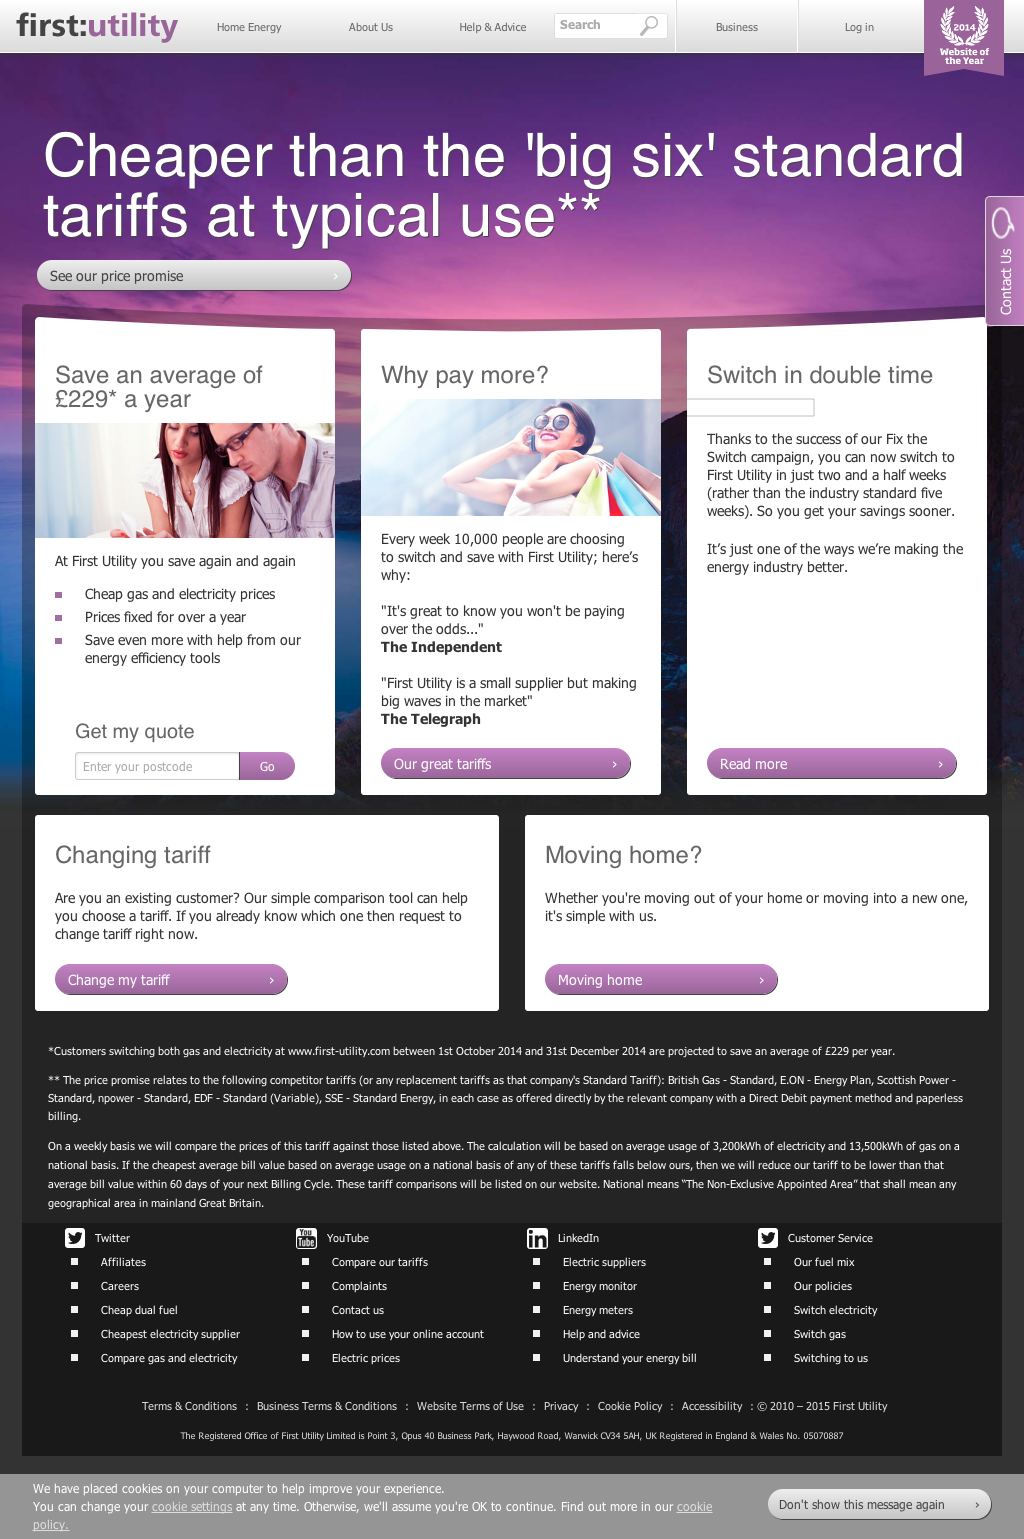 first:utility
Home Energy
About Us
Help & Advice
Search
Business
Log in
2014
Website of
the Year
Cheaper than the 'big six' standard
tariffs at typical use**
See our price promise
Contact Us
Save an average of
£229* a year
At First Utility you save again and again
Cheap gas and electricity prices
Prices fixed for over a year
Save even more with help from our
energy efficiency tools
Get my quote
Enter your postcode
Go
Why pay more?
Every week 10,000 people are choosing
to switch and save with First Utility; here's
why:
"It's great to know you won't be paying
over the odds..."
The Independent
"First Utility is a small supplier but making
big waves in the market"
The Telegraph
Our great tariffs
Switch in double time
Thanks to the success of our Fix the
Switch campaign, you can now switch to
First Utility in just two and a half weeks
(rather than the industry standard five
weeks). So you get your savings sooner.
It’s just one of the ways we’re making the
energy industry better.
Read more
Changing tariff
Are you an existing customer? Our simple comparison tool can help
you choose a tariff. If you already know which one then request to
change tariff right now.
Change my tariff
Moving home?
Whether you're moving out of your home or moving into a new one,
it's simple with us.
Moving home
*Customers switching both gas and electricity at www.first-utility.com between 1st October 2014 and 31st December 2014 are projected to save an average of £229 per year.
** The price promise relates to the following competitor tariffs (or any replacement tariffs as that company's Standard Tariff): British Gas - Standard, E.ON - Energy Plan, Scottish Power -
Standard, npower - Standard, EDF - Standard (Variable), SSE - Standard Energy, in each case as offered directly by the relevant company with a Direct Debit payment method and paperless
billing.
On a weekly basis we will compare the prices of this tariff against those listed above. The calculation will be based on average usage of 3,200kWh of electricity and 13,500kWh of gas on a
national basis. If the cheapest average bill value based on average usage on a national basis of any of these tariffs falls below ours, then we will reduce our tariff to be lower than that
average bill value within 60 days of your next Billing Cycle. These tariff comparisons will be listed on our website. National means “The Non-Exclusive Appointed Area” that shall mean any
geographical area in mainland Great Britain.
Twitter
Affiliates
Careers
Cheap dual fuel
Cheapest electricity supplier
Compare gas and electricity
You
Tube
YouTube
Compare our tariffs
Complaints
Contact us
How to use your online account
Electric prices
in
LinkedIn
Electric suppliers
Energy monitor
Energy meters
Help and advice
Understand your energy bill
Customer Service
Our fuel mix
Our policies
Switch electricity
Switch gas
Switching to us
Terms & Conditions : Business Terms & Conditions : Website Terms of Use : Privacy : Cookie Policy : Accessibility : © 2010 – 2015 First Utility
The Registered Office of First Utility Limited is Point 3, Opus 40 Business Park, Haywood Road, Warwick CV34 5AH, UK Registered in England & Wales No. 05070887
We have placed cookies on your computer to help improve your experience.
You can change your cookie settings at any time. Otherwise, we'll assume you're OK to continue. Find out more in our cookie
policy.
Don't show this message again